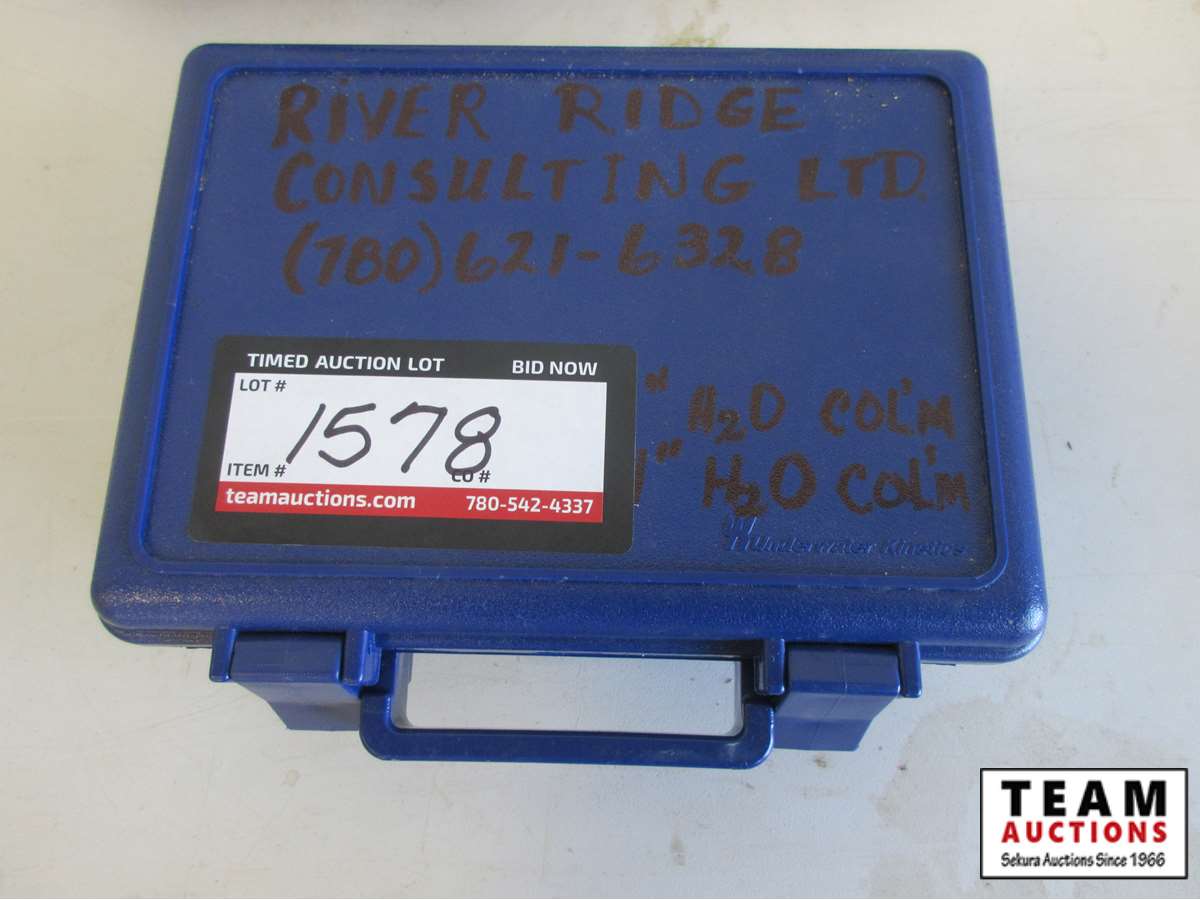 RiVER RIDGE
CONSULTING LTD.
(780) 621-6328
TIMED AUCTION LOT BID NOW
LOT #
1578
ITEM # CO #
teamauctions.com 780-542-4337
" H2O COL'M
1" H2O COL'M
Underwater Kinetics
TEAM
AUCTIONS
Sekura Auctions Since 1966